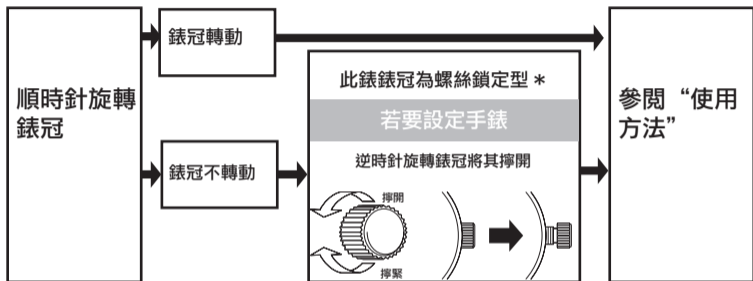 順時針旋轉
錶冠
錶冠轉動
錶冠不轉動
此錶錶冠為螺絲鎖定型＊
若要設定手錶
逆時針旋轉錶冠將其擰開
擰開
擰緊
參閱“使用
方法”